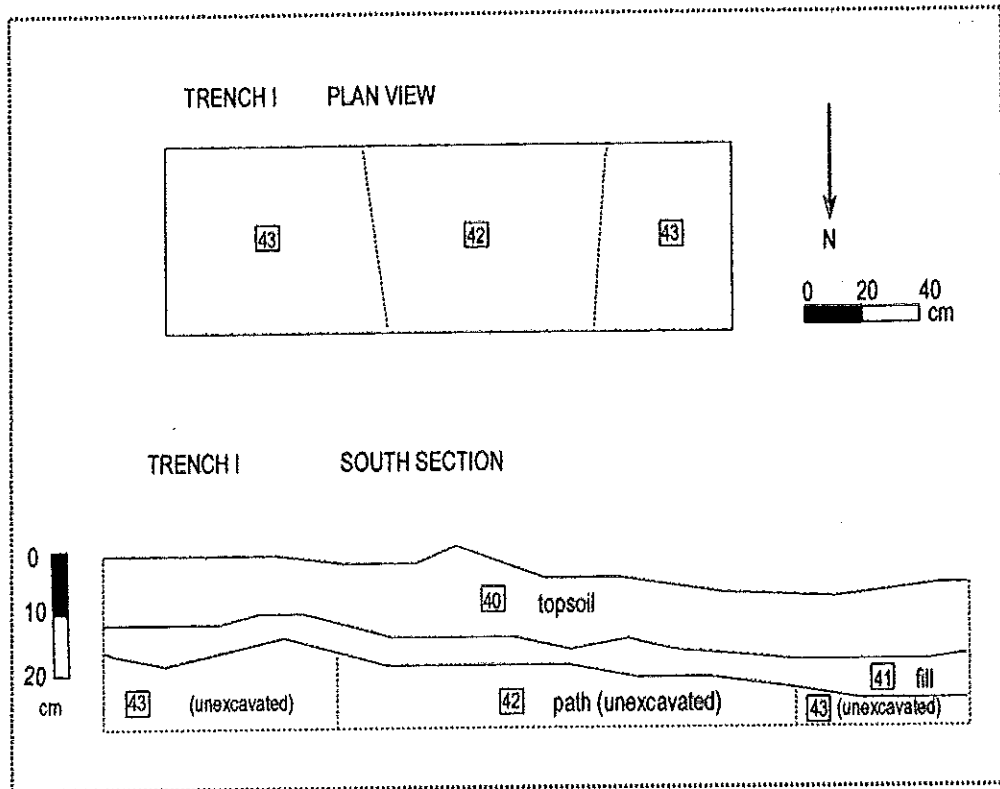 TRENCH I PLAN VIEW
43 42 43
N
0 20 40
cm
TRENCH I SOUTH SECTION
0
10
20
cm
40 topsoil
41 fill
43 (unexcavated) 42 path (unexcavated) 43 (unexcavated)